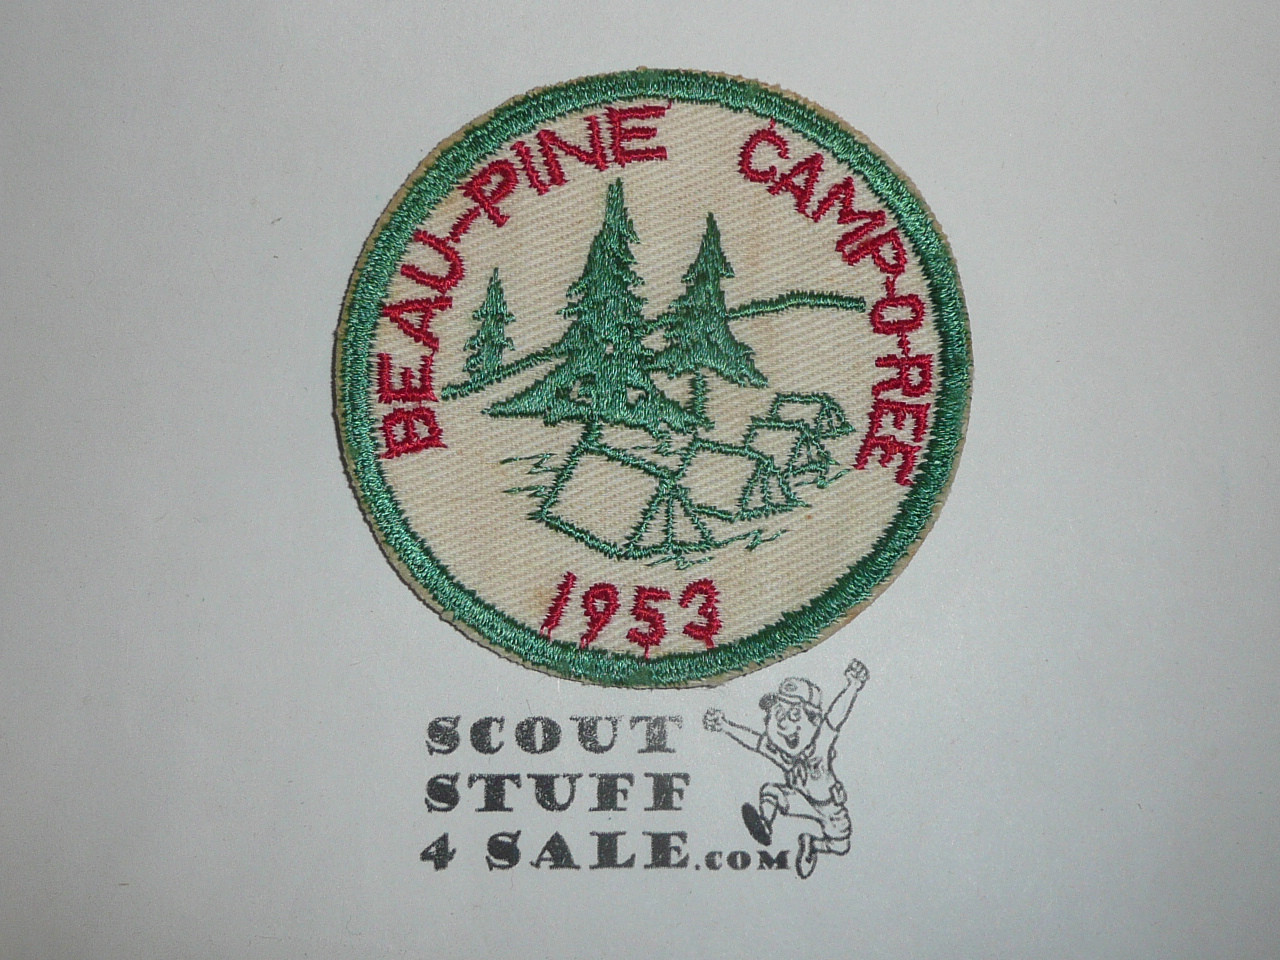 BEAU-PINE CAMP-O-REE
1953
SCOUT
STUFF
4 SALE.COM